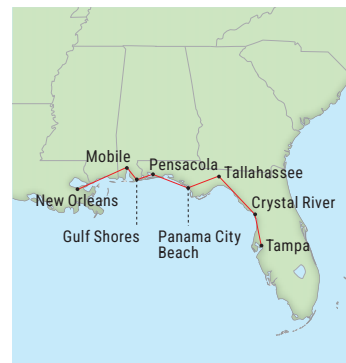 Mobile
Pensacola
Tallahassee
New Orleans
Crystal River
Gulf Shores
Panama City
Beach
Tampa